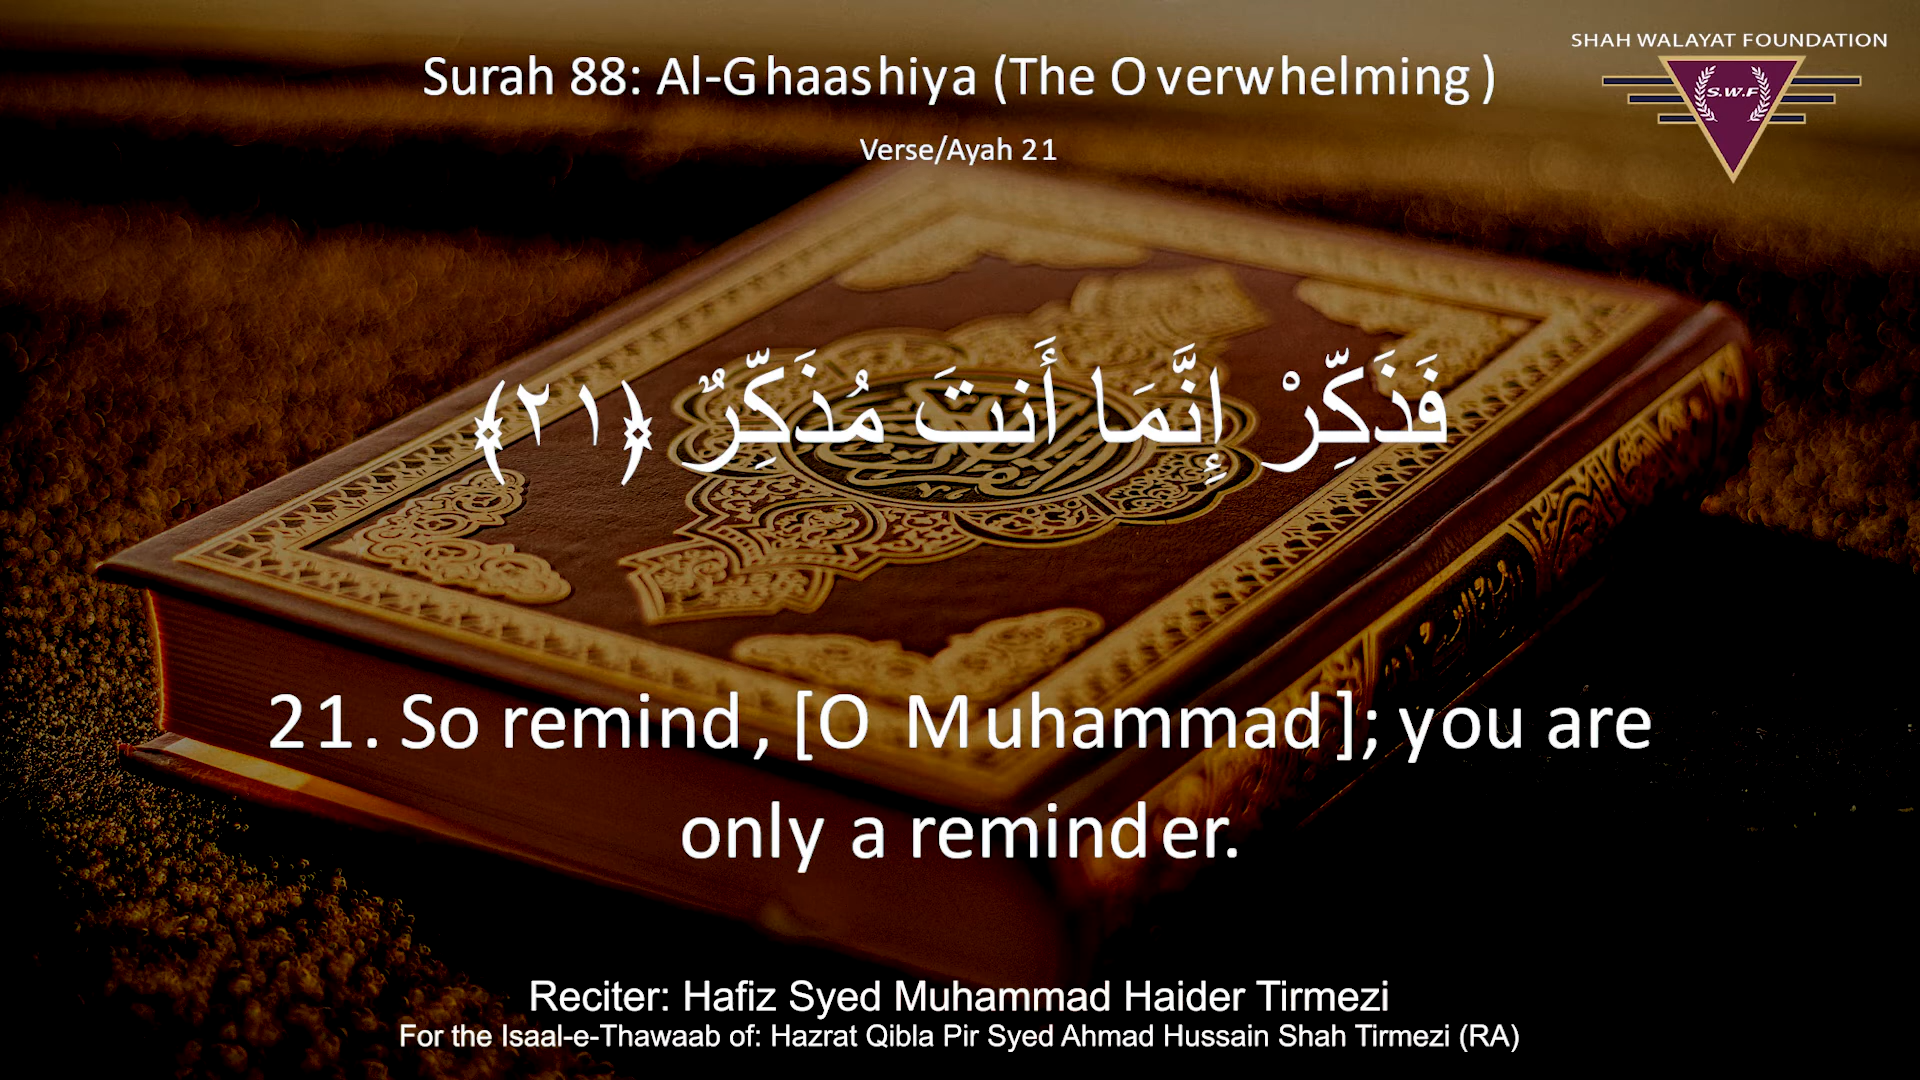 SHAH WALAYAT FOUNDATION
S.W.F
Surah 88: Al-Ghaashiya (The Overwhelming)
Verse/Ayah 21
فَذَكِّرْ إِنَّمَا أَنتَ مُذَكِّرٌ ﴿٢١﴾
21. So remind, [O Muhammad]; you are
only a reminder.
Reciter: Hafiz Syed Muhammad Haider Tirmezi
For the Isaal-e-Thawaab of: Hazrat Qibla Pir Syed Ahmad Hussain Shah Tirmezi (RA)